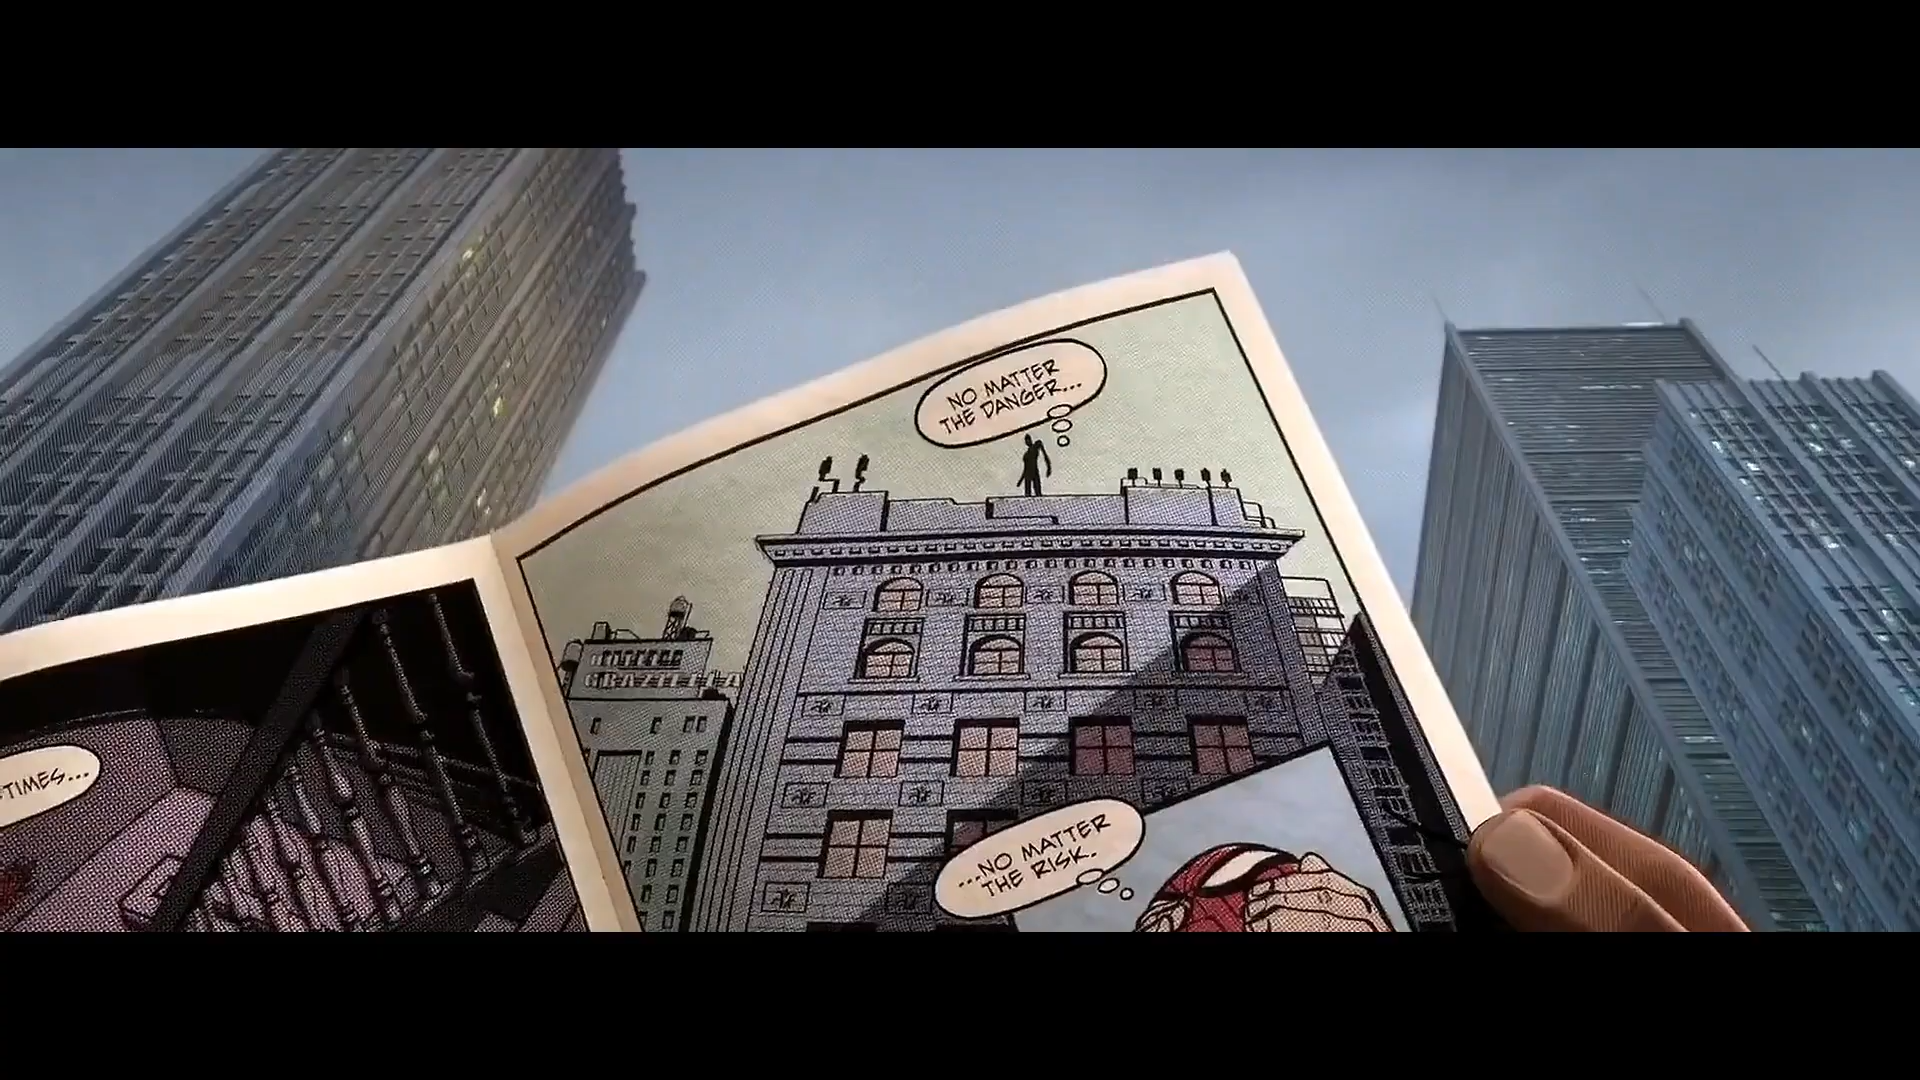 TIMES...
NO MATTER
THE DANGER...
...NO MATTER
THE RISK.